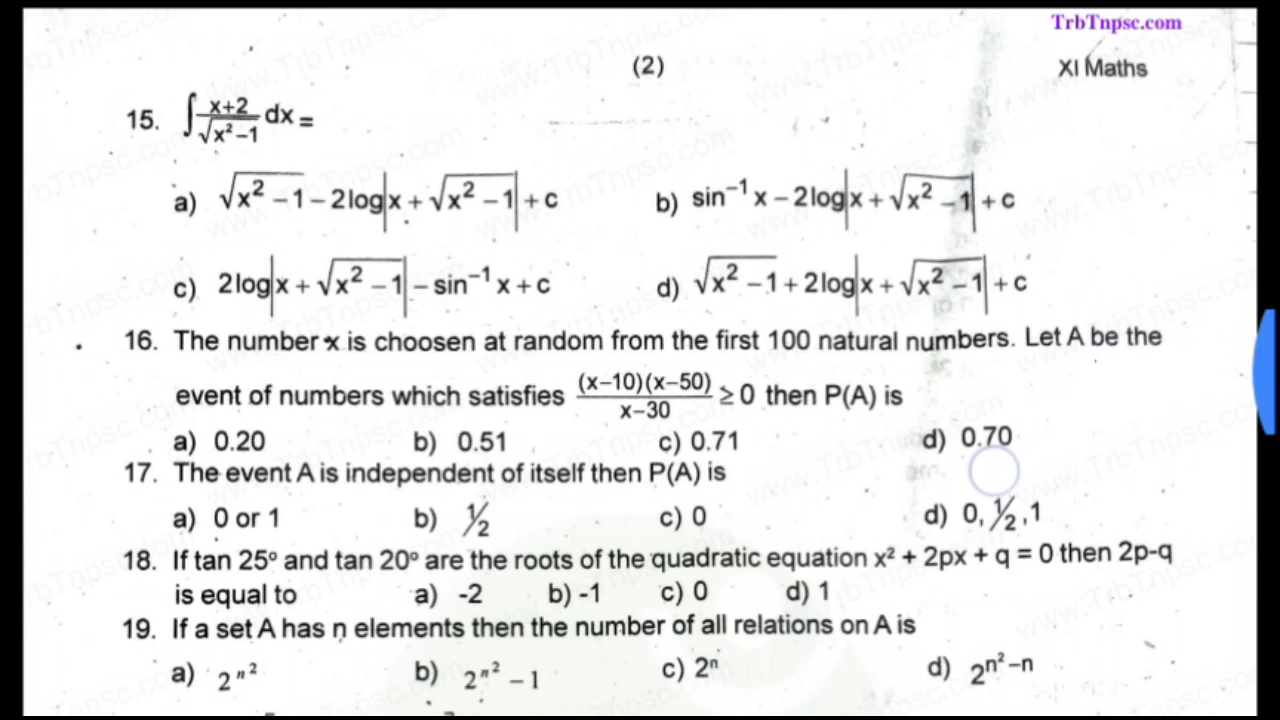 TrbTnpsc.com
(2)
XI Maths
15. ∫ x+2/√x²−1 dx =
a) √x² −1 − 2log|x + √x² −1| + c b) sin⁻¹ x − 2log|x + √x² −1| + c
c) 2log|x + √x² −1| − sin⁻¹ x + c d) √x² −1 + 2log|x + √x² −1| + c
16. The number x is choosen at random from the first 100 natural numbers. Let A be the
event of numbers which satisfies (x−10)(x−50)/x−30 ≥ 0 then P(A) is
a) 0.20 b) 0.51 c) 0.71 d) 0.70
17. The event A is independent of itself then P(A) is
a) 0 or 1 b) ½ c) 0 d) 0, ½ ,1
18. If tan 25º and tan 20º are the roots of the quadratic equation x² + 2px + q = 0 then 2p-q
is equal to a) -2 b) -1 c) 0 d) 1
19. If a set A has n elements then the number of all relations on A is
a) 2^n² b) 2^n² − 1 c) 2ⁿ d) 2^n²−n